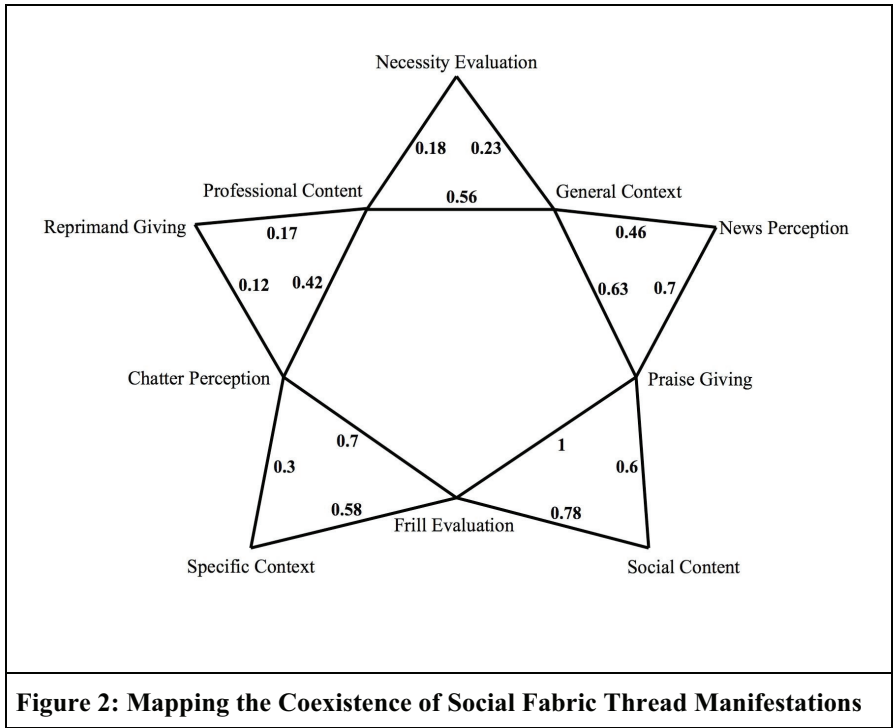 Necessity Evaluation
0.18 0.23
Professional Content
0.56
General Context
Reprimand Giving
0.17
0.46
News Perception
0.12 0.42
0.63 0.7
Chatter Perception
Praise Giving
0.7
1
0.3
0.6
0.58
0.78
Frill Evaluation
Specific Context
Social Content
Figure 2: Mapping the Coexistence of Social Fabric Thread Manifestations